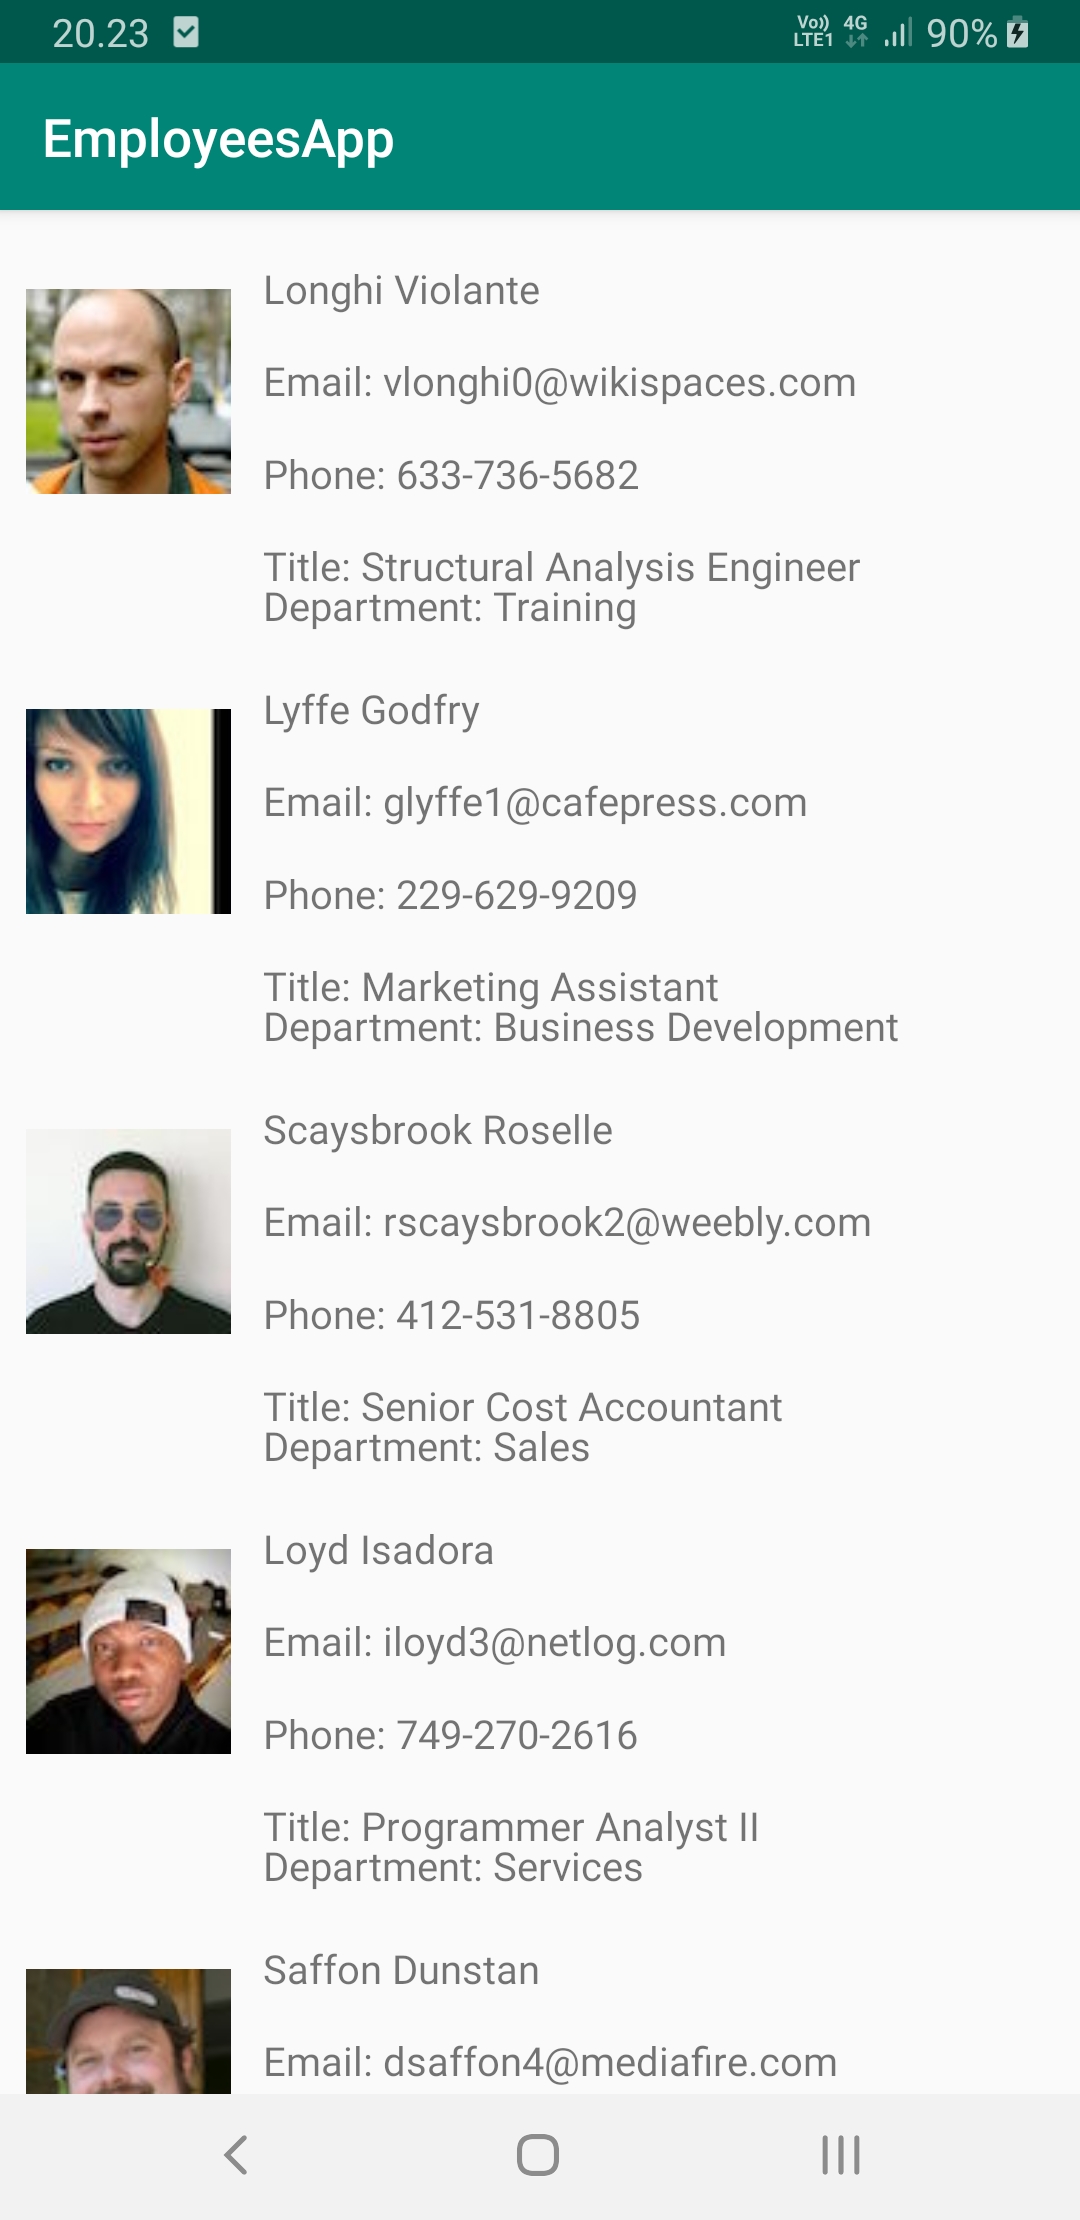 20.23
Vo)) LTE1 4G 90%
EmployeesApp
Longhi Violante
Email: vlonghi0@wikispaces.com
Phone: 633-736-5682
Title: Structural Analysis Engineer
Department: Training
Lyffe Godfry
Email: glyffe1@cafepress.com
Phone: 229-629-9209
Title: Marketing Assistant
Department: Business Development
Scaysbrook Roselle
Email: rscaysbrook2@weebly.com
Phone: 412-531-8805
Title: Senior Cost Accountant
Department: Sales
Loyd Isadora
Email: iloyd3@netlog.com
Phone: 749-270-2616
Title: Programmer Analyst II
Department: Services
Saffon Dunstan
Email: dsaffon4@mediafire.com